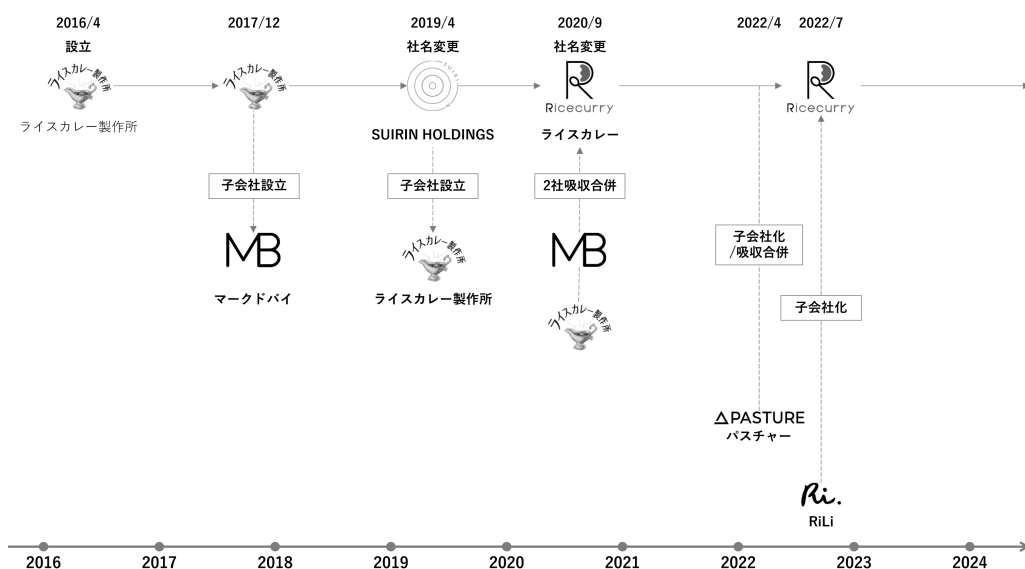 2016/4
設立
ライスカレー製作所
ライスカレー製作所
2017/12
ライスカレー製作所
子会社設立
MB
マークドバイ
2019/4
社名変更
SUIRIN HOLDINGS
子会社設立
ライスカレー製作所
ライスカレー製作所
2020/9
社名変更
Ricecurry
ライスカレー
2社吸収合併
MB
ライスカレー製作所
2022/4
子会社化
/吸収合併
PASTURE
パスチャー
2022/7
Ricecurry
子会社化
Ri.
RiLi
2016
2017
2018
2019
2020
2021
2022
2023
2024